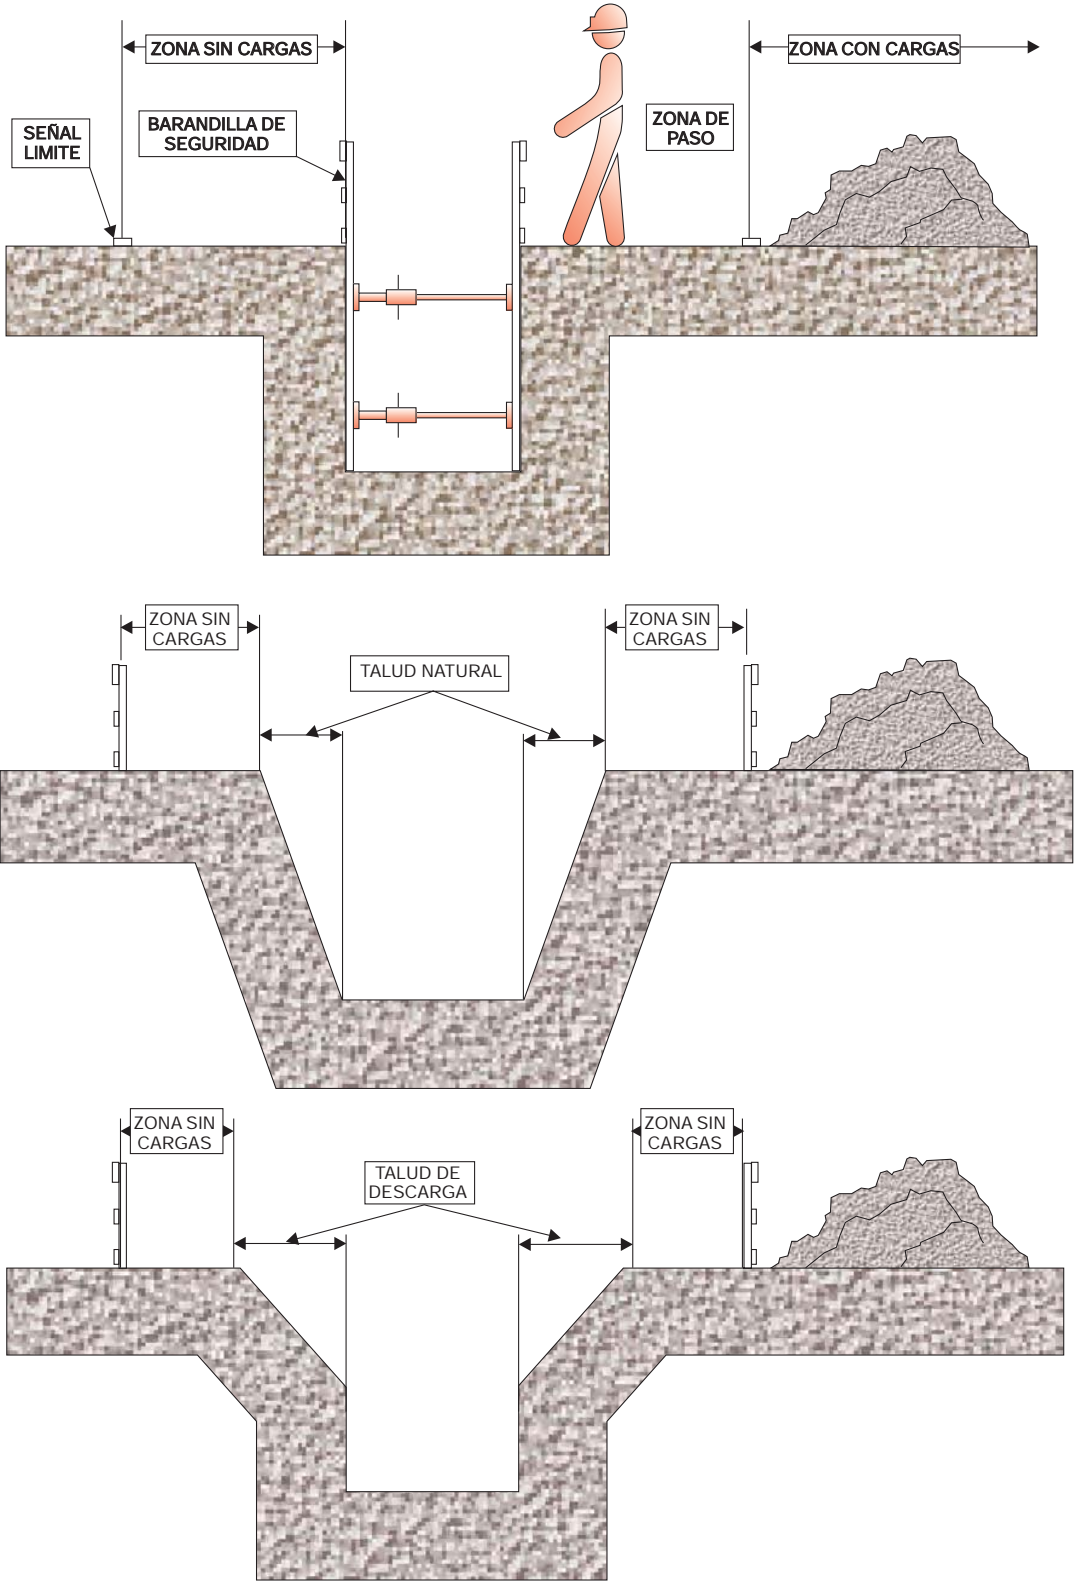 ZONA SIN CARGAS
ZONA CON CARGAS
SEÑAL
LIMITE
BARANDILLA DE
SEGURIDAD
ZONA DE
PASO
ZONA SIN
CARGAS
ZONA SIN
CARGAS
TALUD NATURAL
ZONA SIN
CARGAS
ZONA SIN
CARGAS
TALUD DE
DESCARGA